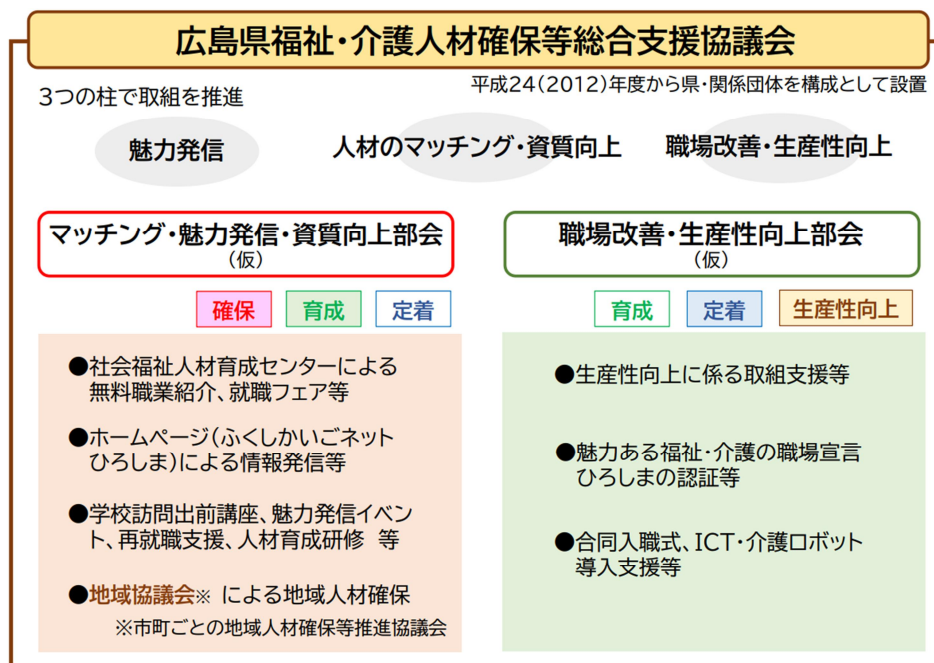 広島県福祉・介護人材確保等総合支援協議会
平成24(2012)年度から県・関係団体を構成として設置
3つの柱で取組を推進
魅力発信
人材のマッチング・資質向上
職場改善・生産性向上
マッチング・魅力発信・資質向上部会
(仮)
確保
育成
定着
●社会福祉人材育成センターによる
無料職業紹介、就職フェア等
●ホームページ(ふくしかいごネット
ひろしま)による情報発信等
●学校訪問出前講座、魅力発信イベン
ト、再就職支援、人材育成研修 等
●地域協議会※ による地域人材確保
※市町ごとの地域人材確保等推進協議会
職場改善・生産性向上部会
(仮)
育成
定着
生産性向上
●生産性向上に係る取組支援等
●魅力ある福祉・介護の職場宣言
ひろしまの認証等
●合同入職式、ICT・介護ロボット
導入支援等